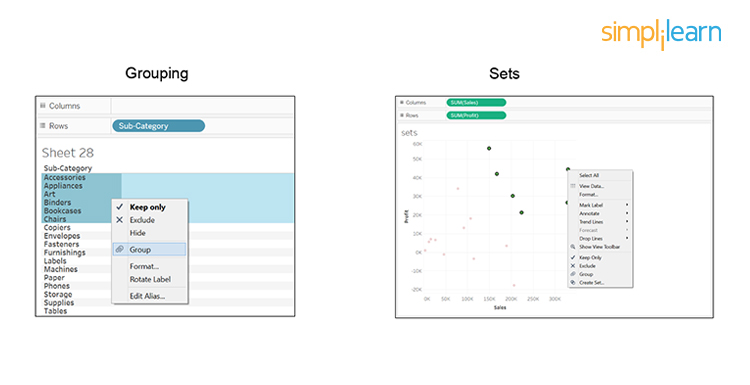 simplilearn
Grouping
Sets
Columns
Rows
Sub-Category
Sheet 28
Sub-Category
Accessories
Appliances
Art
Binders
Bookcases
Chairs
Copiers
Envelopes
Fasteners
Furnishings
Labels
Machines
Paper
Phones
Storage
Supplies
Tables
Keep only
Exclude
Hide
Group
Format...
Rotate Label
Edit Alias...
Columns
SUM(Sales)
Rows
SUM(Profit)
sets
60K
50K
40K
30K
20K
10K
0K
-10K
-20K
Profit
0K
50K
100K
150K
200K
250K
300K
Sales
Select All
View Data...
Format...
Mark Label
Annotate
Trend Lines
Forecast
Drop Lines
Show View Toolbar
Keep Only
Exclude
Group
Create Set...